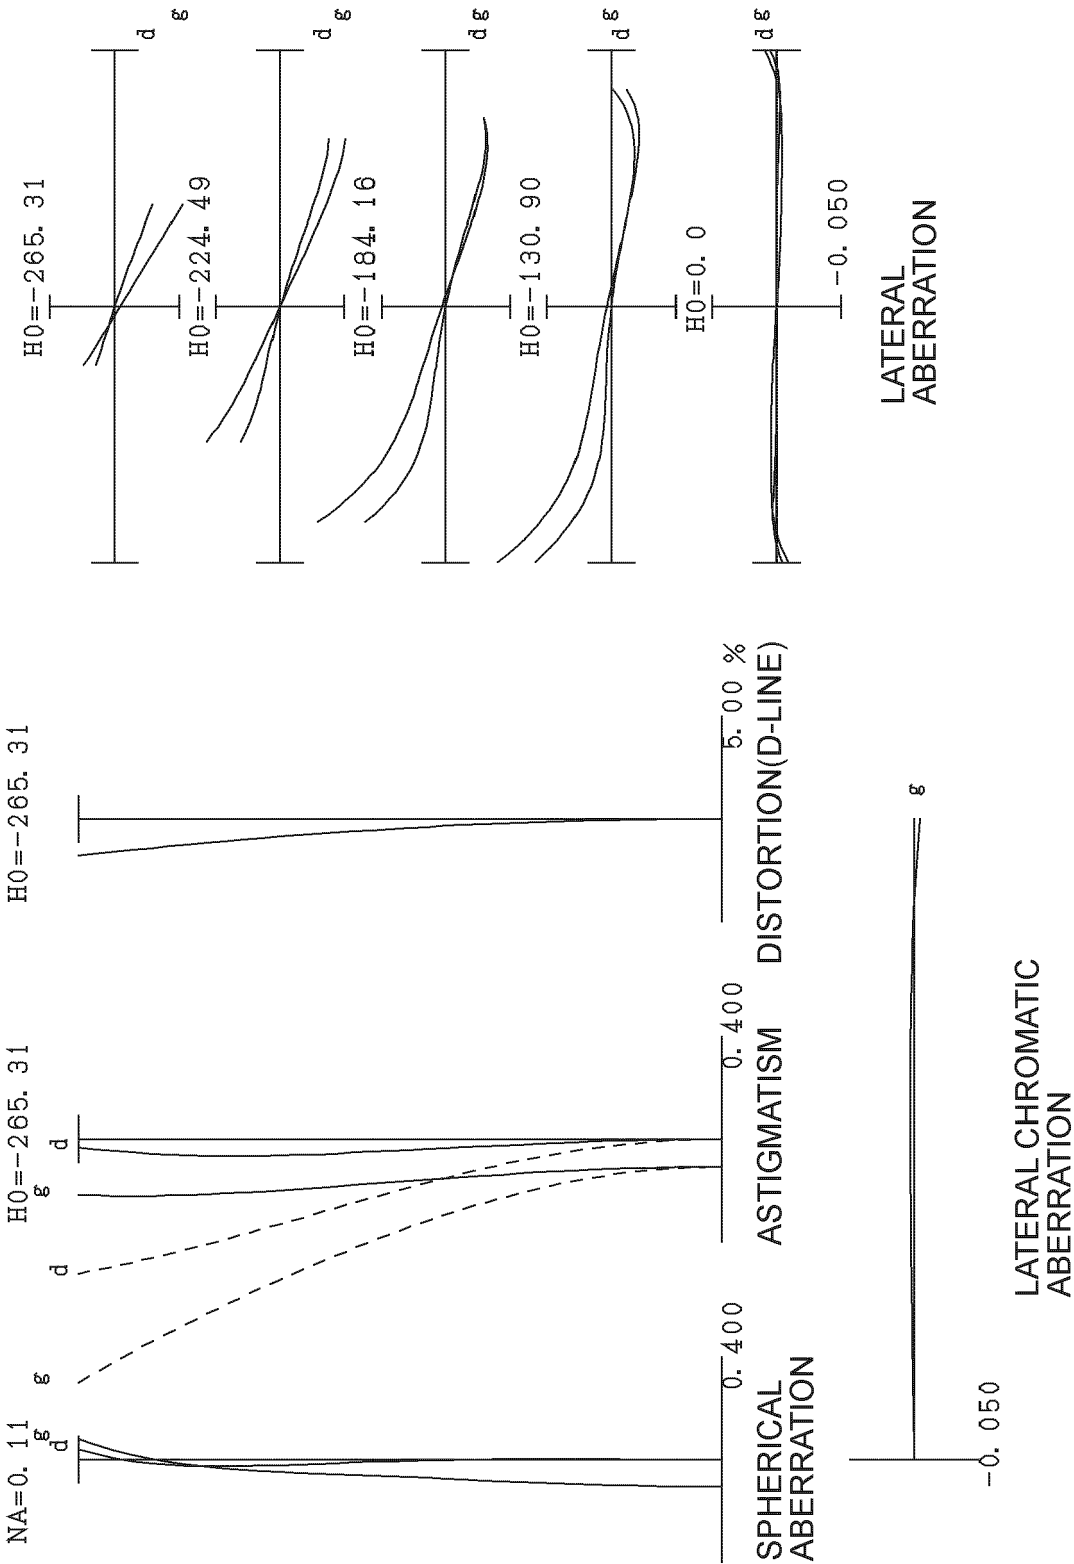 NA=0. 11
d
g
0. 400
SPHERICAL
ABERRATION
H0=-265. 31
g
d
g
d
0. 400
ASTIGMATISM
H0=-265. 31
5. 00 %
DISTORTION(D-LINE)
-0. 050
g
LATERAL CHROMATIC
ABERRATION
H0=-265. 31
d
g
H0=-224. 49
d
g
H0=-184. 16
d g
H0=-130. 90
d g
H0=0. 0
d g
-0. 050
LATERAL
ABERRATION